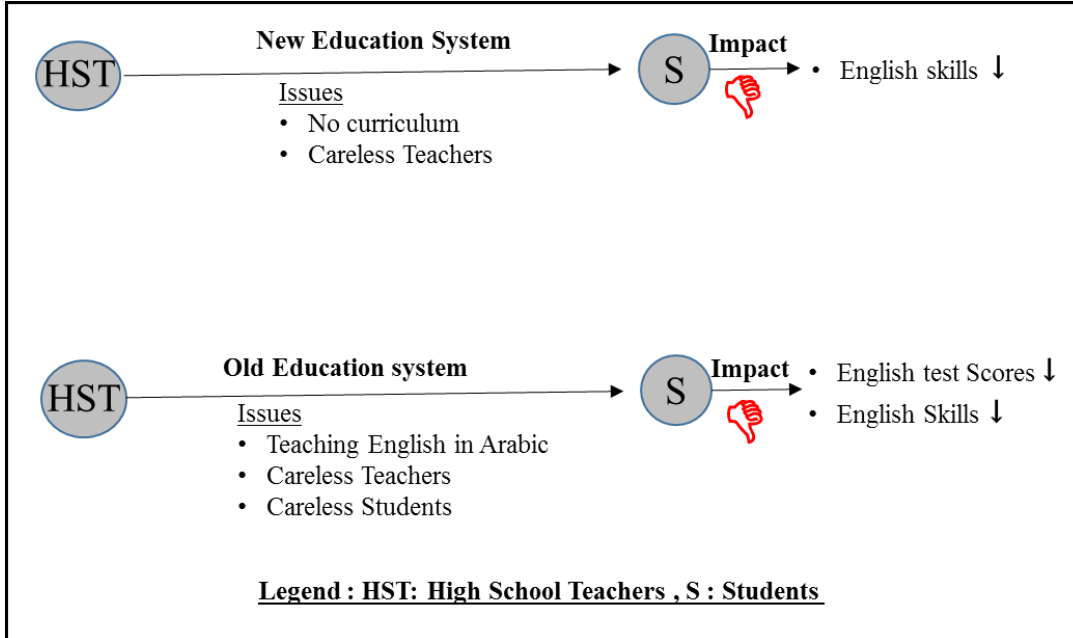 New Education System
HST
S
Impact
• English skills ↓
Issues
• No curriculum
• Careless Teachers
Old Education system
HST
S
Impact
• English test Scores ↓
• English Skills ↓
Issues
• Teaching English in Arabic
• Careless Teachers
• Careless Students
Legend : HST: High School Teachers , S : Students